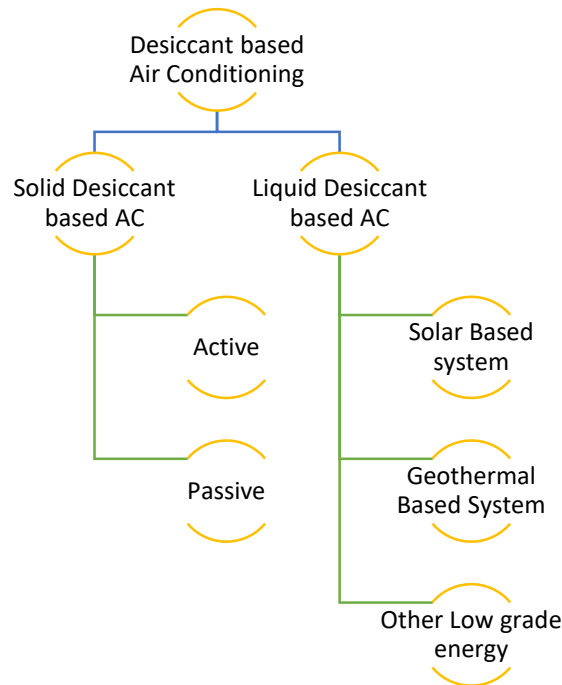 Desiccant based
Air Conditioning
Solid Desiccant
based AC
Liquid Desiccant
based AC
Active
Passive
Solar Based
system
Geothermal
Based System
Other Low grade
energy